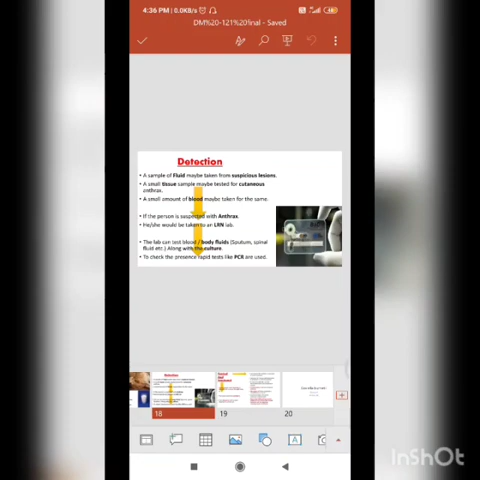 4:36 PM | 0.0KB/s
DM%20-121%20final - Saved
Detection
• A sample of Fluid maybe taken from suspicious lesions.
• A small tissue sample maybe tested for cutaneous
anthrax.
• A small amount of blood maybe taken for the same.
• If the person is suspected with Anthrax.
• He/she would be taken to an LRN lab.
• The lab can test blood / body fluids (Sputum, spinal
fluid etc.) Along with the culture.
• To check the presence rapid tests like PCR are used.
Detection
18
19
20
InShOt